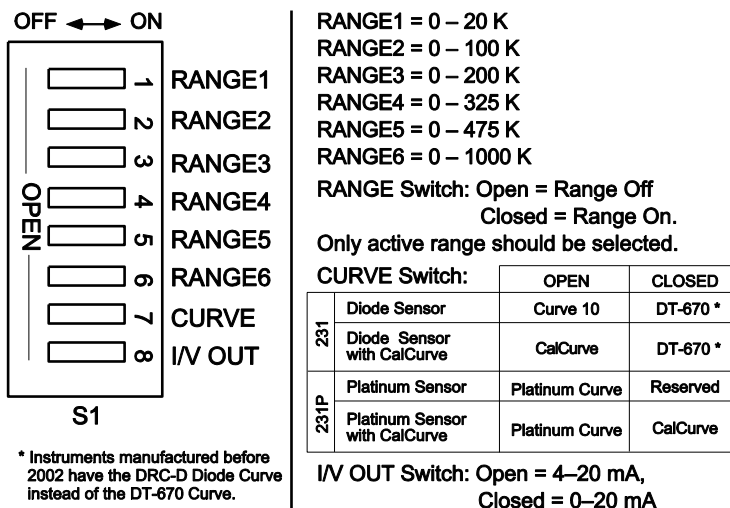 OFF ON
1 RANGE1
2 RANGE2
3 RANGE3
4 RANGE4
5 RANGE5
6 RANGE6
7 CURVE
8 I/V OUT
OPEN
S1
* Instruments manufactured before
2002 have the DRC-D Diode Curve
instead of the DT-670 Curve.
RANGE1 = 0 – 20 K
RANGE2 = 0 – 100 K
RANGE3 = 0 – 200 K
RANGE4 = 0 – 325 K
RANGE5 = 0 – 475 K
RANGE6 = 0 – 1000 K
RANGE Switch: Open = Range Off
Closed = Range On.
Only active range should be selected.
CURVE Switch: OPEN CLOSED
231
Diode Sensor Curve 10 DT-670 *
Diode Sensor
with CalCurve CalCurve DT-670 *
231P
Platinum Sensor Platinum Curve Reserved
Platinum Sensor
with CalCurve Platinum Curve CalCurve
I/V OUT Switch: Open = 4–20 mA,
Closed = 0–20 mA